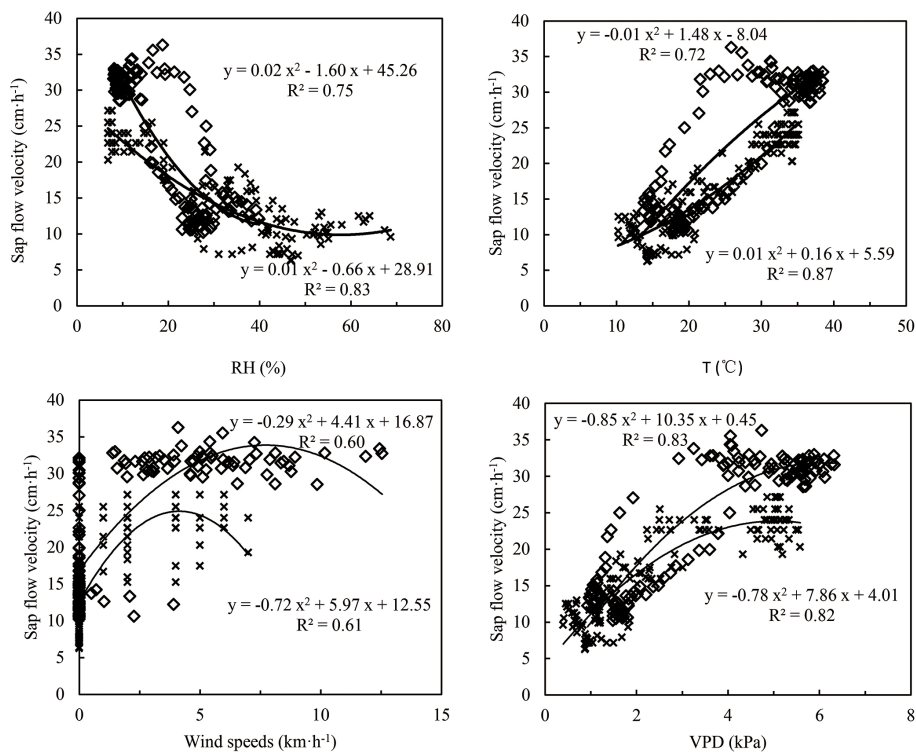 40
35
30
25
20
15
10
5
0
Sap flow velocity (cm·h-1)
y = 0.02 x² - 1.60 x + 45.26
R² = 0.75
y = 0.01 x² - 0.66 x + 28.91
R² = 0.83
0 20 40 60 80
RH (%)
40
35
30
25
20
15
10
5
0
Sap flow velocity (cm·h-1)
y = -0.01 x² + 1.48 x - 8.04
R² = 0.72
y = 0.01 x² + 0.16 x + 5.59
R² = 0.87
0 10 20 30 40 50
T (℃)
40
35
30
25
20
15
10
5
0
Sap flow velocity (cm·h-1)
y = -0.29 x² + 4.41 x + 16.87
R² = 0.60
y = -0.72 x² + 5.97 x + 12.55
R² = 0.61
0 5 10 15
Wind speeds (km·h-1)
40
35
30
25
20
15
10
5
0
Sap flow velocity (cm·h-1)
y = -0.85 x² + 10.35 x + 0.45
R² = 0.83
y = -0.78 x² + 7.86 x + 4.01
R² = 0.82
0 2 4 6 8
VPD (kPa)